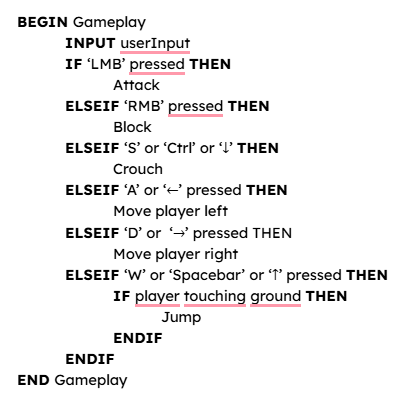 BEGIN Gameplay
INPUT userInput
IF ‘LMB’ pressed THEN
Attack
ELSEIF ‘RMB’ pressed THEN
Block
ELSEIF ‘S’ or ‘Ctrl’ or ‘↓’ THEN
Crouch
ELSEIF ‘A’ or ‘←’ pressed THEN
Move player left
ELSEIF ‘D’ or ‘→’ pressed THEN
Move player right
ELSEIF ‘W’ or ‘Spacebar’ or ‘↑’ pressed THEN
IF player touching ground THEN
Jump
ENDIF
ENDIF
END Gameplay